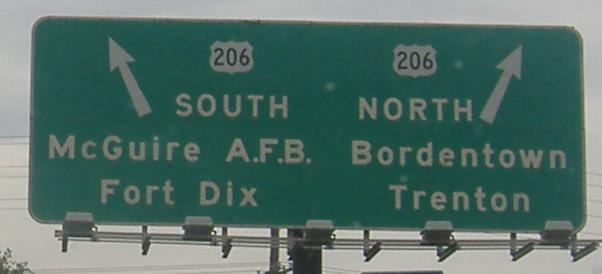 206
SOUTH
McGuire A.F.B.
Fort Dix
206
NORTH
Bordentown
Trenton